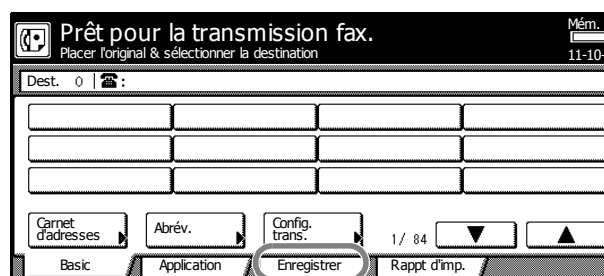 Prêt pour la transmission fax.
Mém.
Placer l'original & sélectionner la destination
11-10-
Dest. 0 ☎:
Carnet d'adresses
Abrév.
Config. trans.
1/ 84
Basic
Application
Enregistrer
Rappt d'imp.